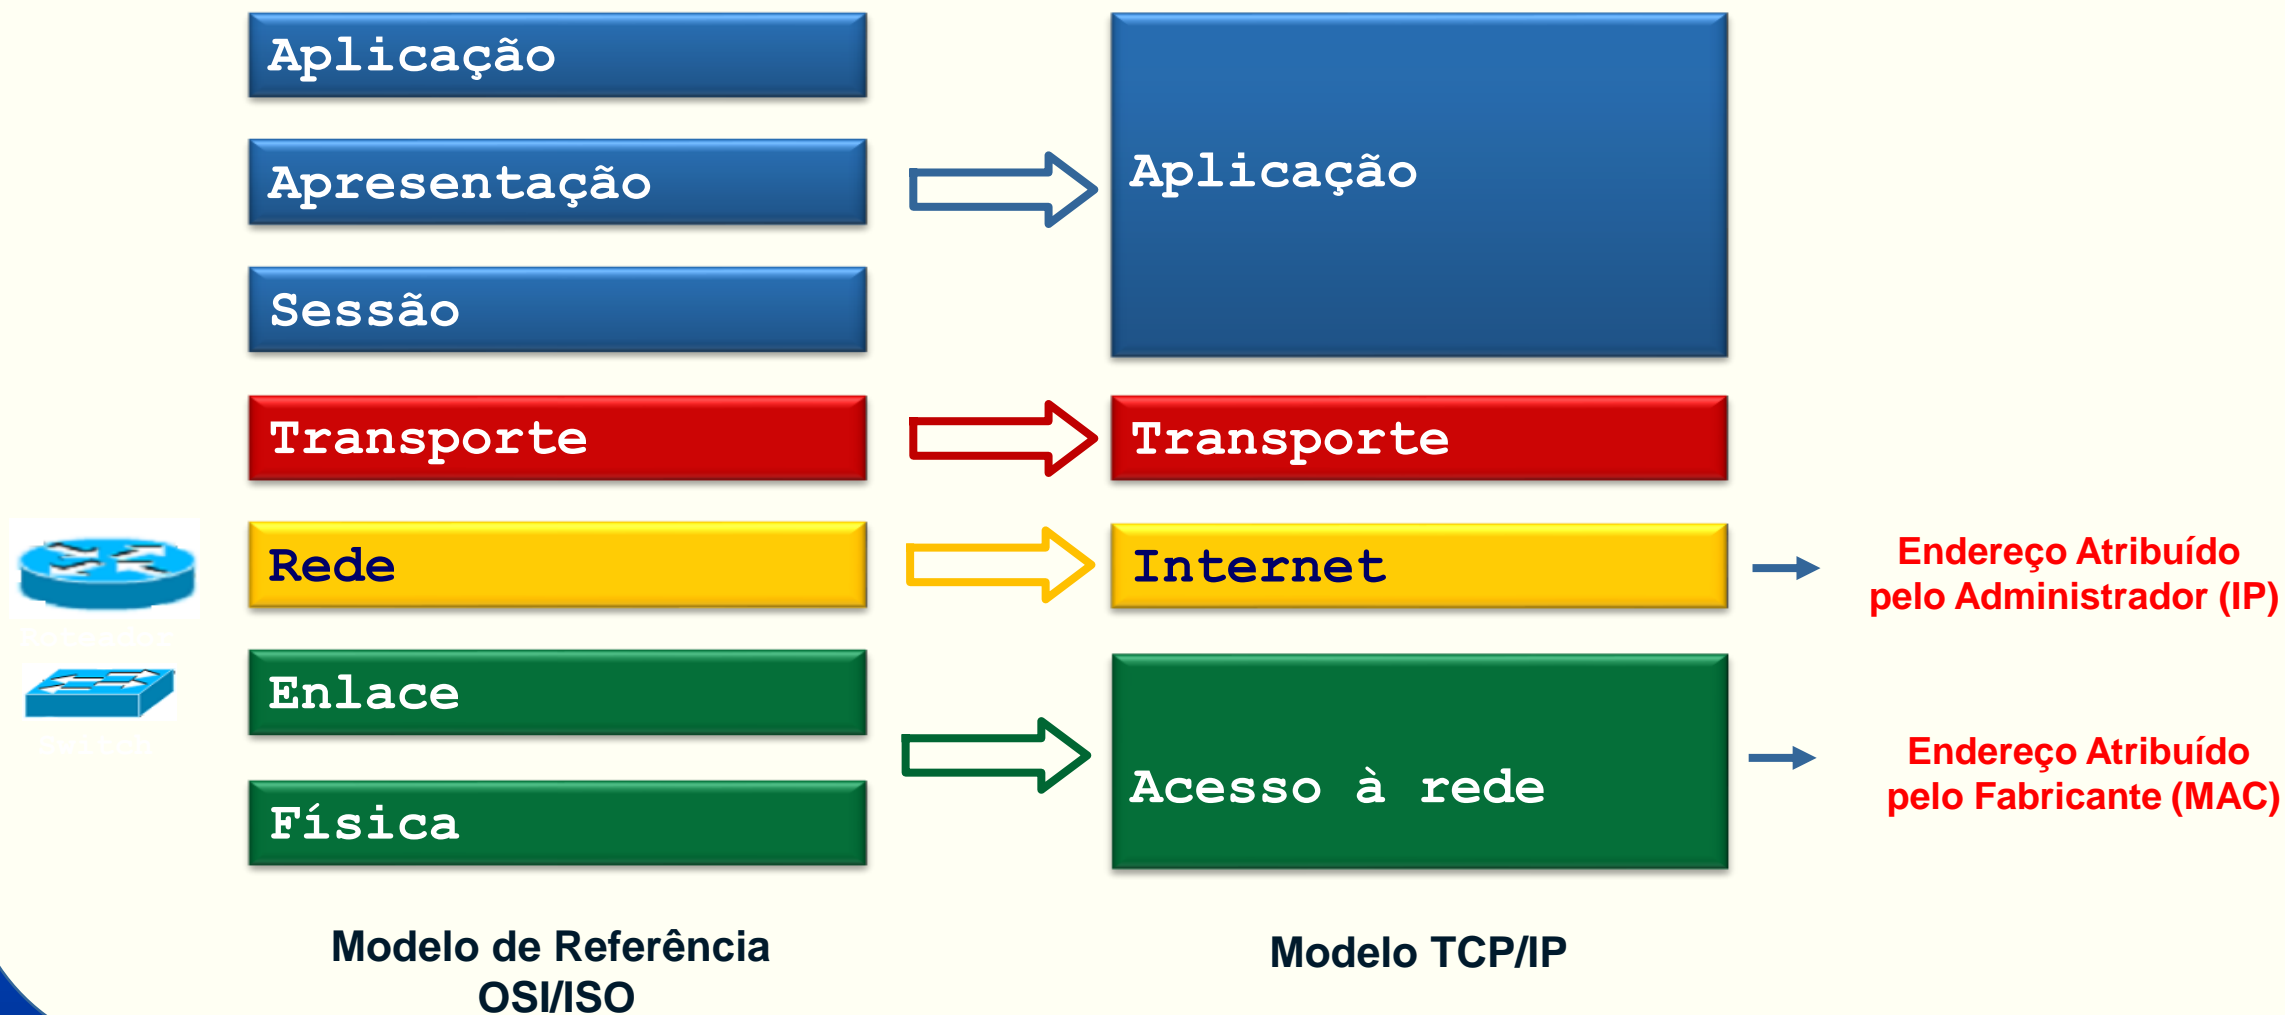 Aplicação
Apresentação
Sessão
Transporte
Rede
Enlace
Física
Modelo de Referência
OSI/ISO
Aplicação
Transporte
Internet
Acesso à rede
Modelo TCP/IP
Endereço Atribuído
pelo Administrador (IP)
Endereço Atribuído
pelo Fabricante (MAC)